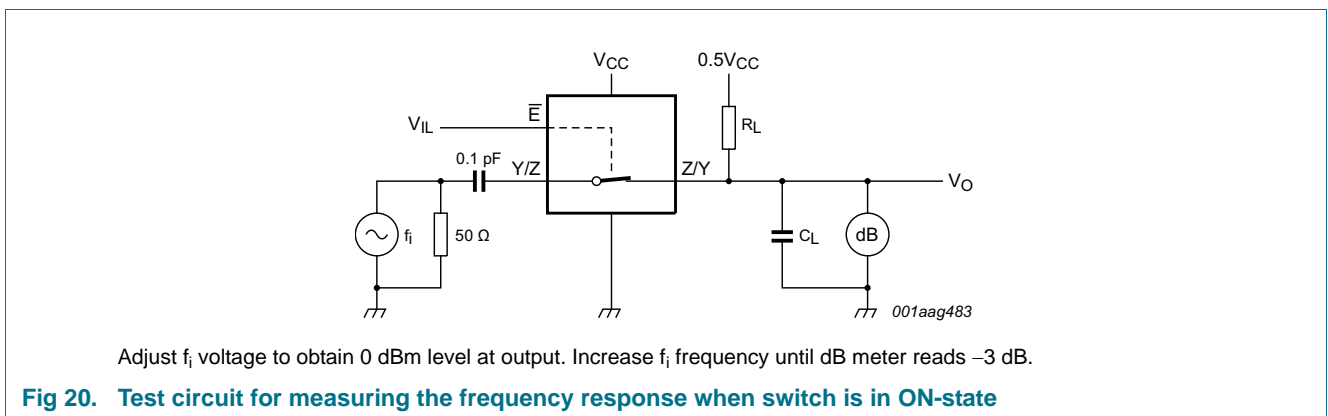 VCC
0.5VCC
E̅
RL
VIL
0.1 pF
Y/Z
Z/Y
VO
fi
50 Ω
CL
dB
001aag483
Adjust fi voltage to obtain 0 dBm level at output. Increase fi frequency until dB meter reads −3 dB.
Fig 20. Test circuit for measuring the frequency response when switch is in ON-state